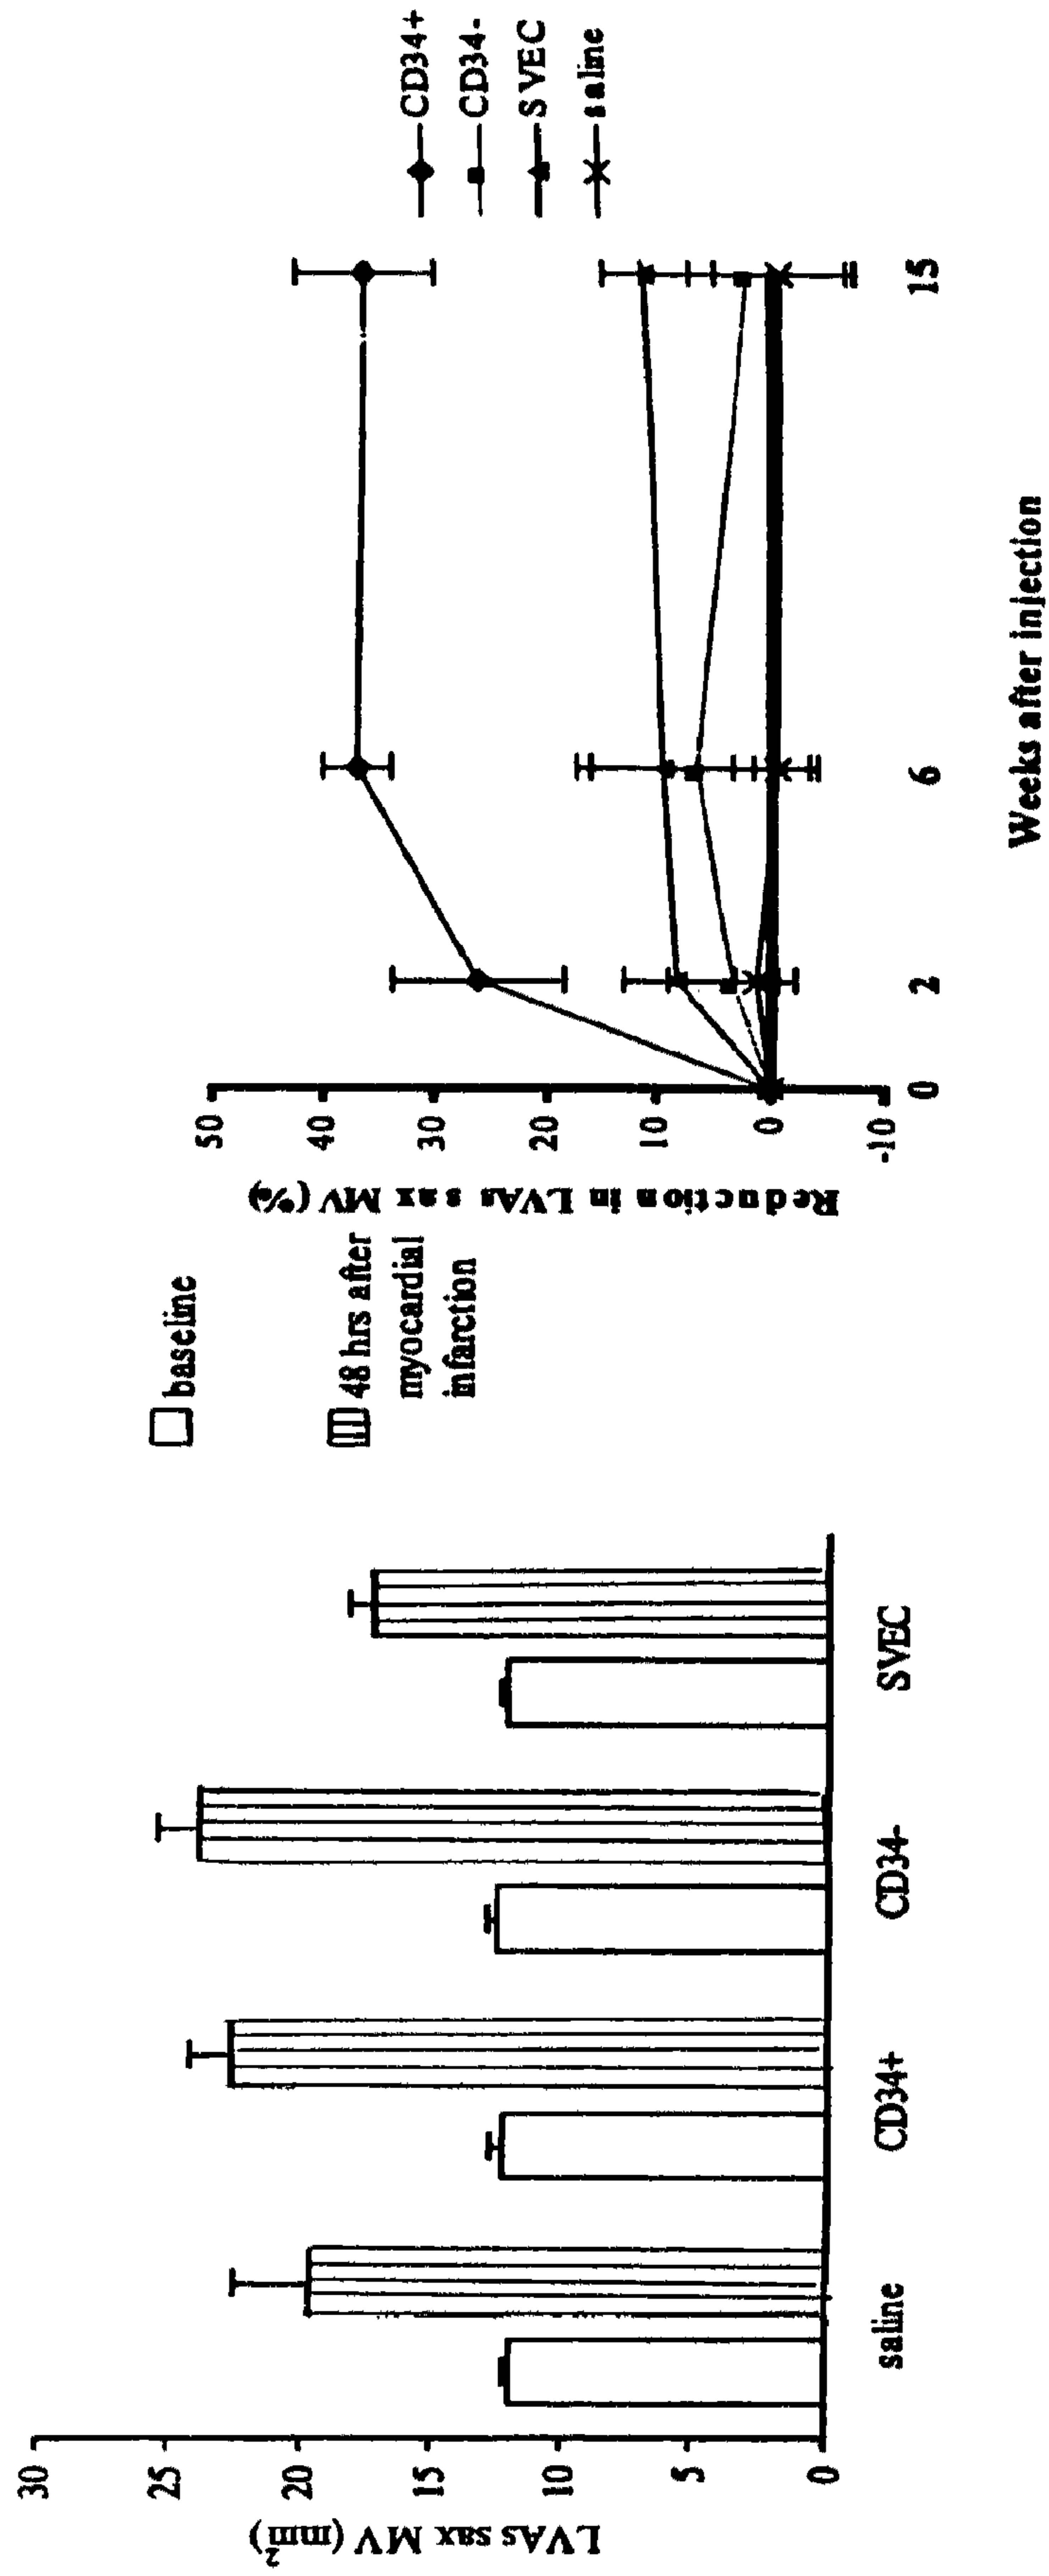 LVAs sax MV (mm2)
30
25
20
15
10
5
0
saline
CD34+
CD34-
SVEC
baseline
48 hrs after
myocardial
infarction
Reduction in LVAs sax MV (%)
50
40
30
20
10
0
-10
0
2
6
15
Weeks after injection
CD34+
CD34-
SVEC
saline